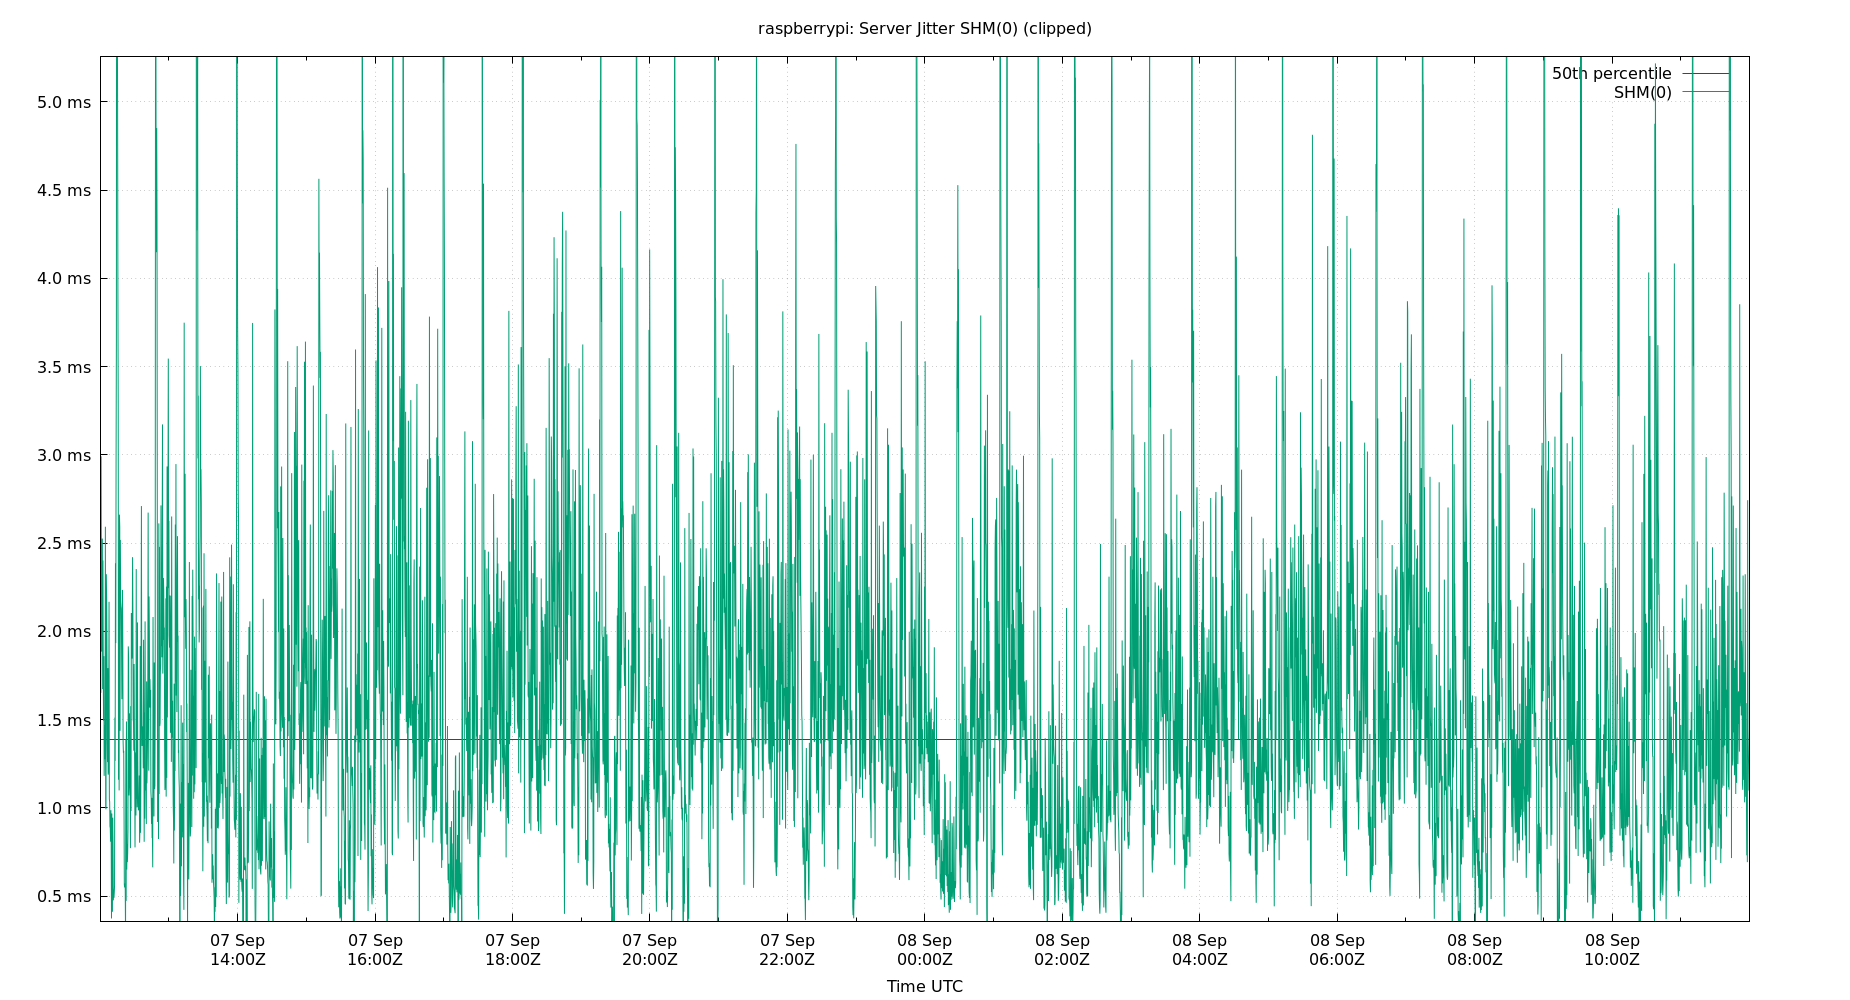 raspberrypi: Server Jitter SHM(0) (clipped)
50th percentile
SHM(0)
5.0 ms
4.5 ms
4.0 ms
3.5 ms
3.0 ms
2.5 ms
2.0 ms
1.5 ms
1.0 ms
0.5 ms
07 Sep 07 Sep 07 Sep 07 Sep 07 Sep 08 Sep 08 Sep 08 Sep 08 Sep 08 Sep 08 Sep
14:00Z 16:00Z 18:00Z 20:00Z 22:00Z 00:00Z 02:00Z 04:00Z 06:00Z 08:00Z 10:00Z
Time UTC